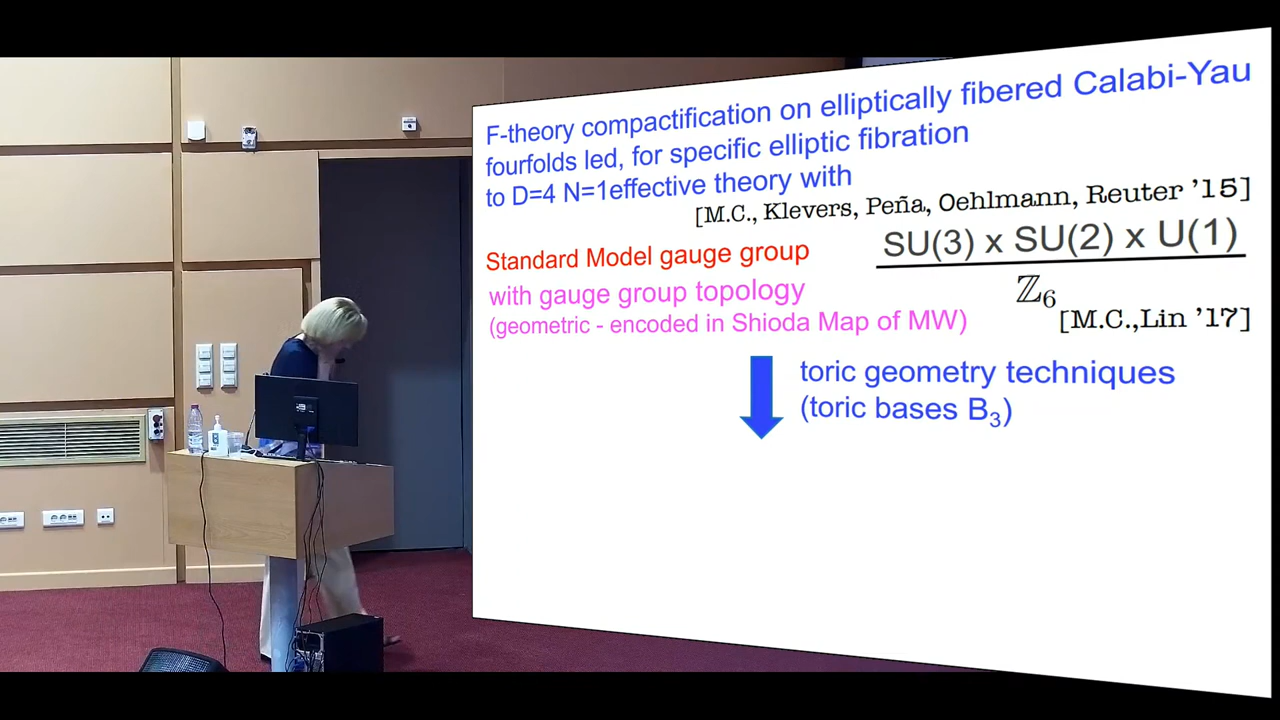 F-theory compactification on elliptically fibered Calabi-Yau
fourfolds led, for specific elliptic fibration
to D=4 N=1effective theory with
[M.C., Klevers, Peña, Oehlmann, Reuter '15]
Standard Model gauge group
SU(3) x SU(2) x U(1)
ℤ₆
with gauge group topology
(geometric - encoded in Shioda Map of MW)
[M.C.,Lin '17]
toric geometry techniques
(toric bases B₃)